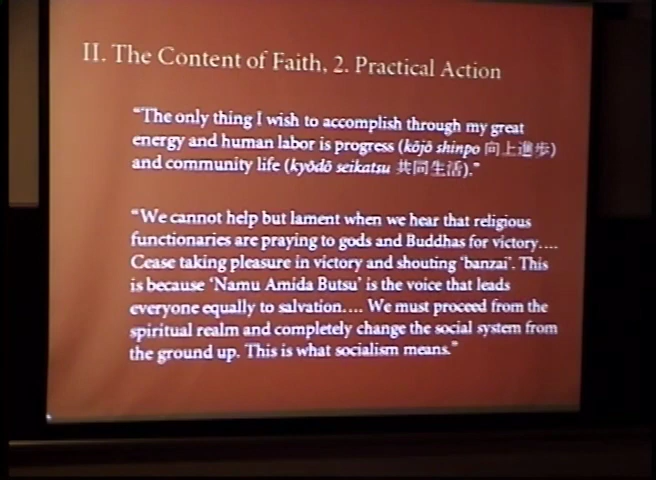 II. The Content of Faith, 2. Practical Action
“The only thing I wish to accomplish through my great
energy and human labor is progress (kōjō shinpo 向上進歩)
and community life (kyōdō seikatsu 共同生活).”
“We cannot help but lament when we hear that religious
functionaries are praying to gods and Buddhas for victory….
Cease taking pleasure in victory and shouting ‘banzai’. This
is because ‘Namu Amida Butsu’ is the voice that leads
everyone equally to salvation…. We must proceed from the
spiritual realm and completely change the social system from
the ground up. This is what socialism means.”